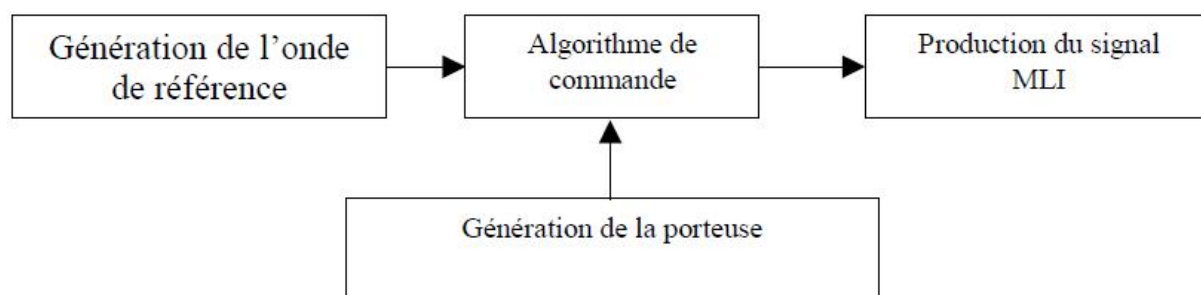 Génération de l’onde
de référence
Algorithme de
commande
Production du signal
MLI
Génération de la porteuse